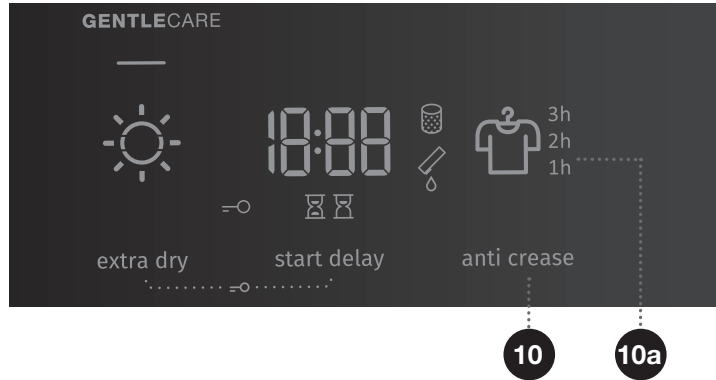 GENTLECARE
18:88
3h
2h
1h
extra dry
start delay
anti crease
10
10a